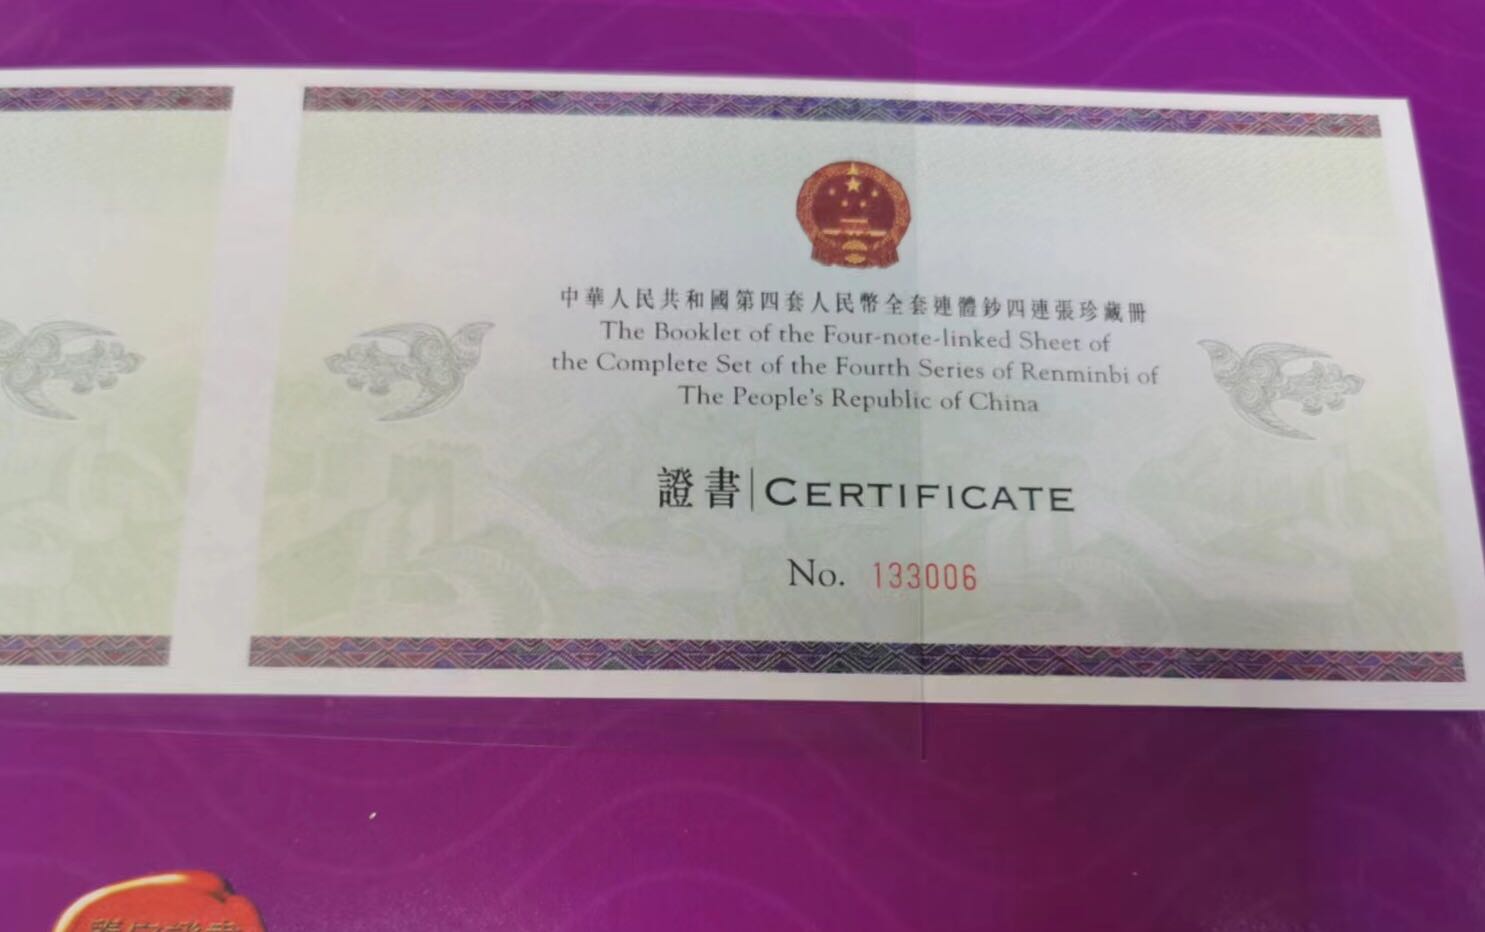 中華人民共和國第四套人民幣全套連體鈔四連張珍藏冊
The Booklet of the Four-note-linked Sheet of
the Complete Set of the Fourth Series of Renminbi of
The People's Republic of China
證書|CERTIFICATE
No. 133006